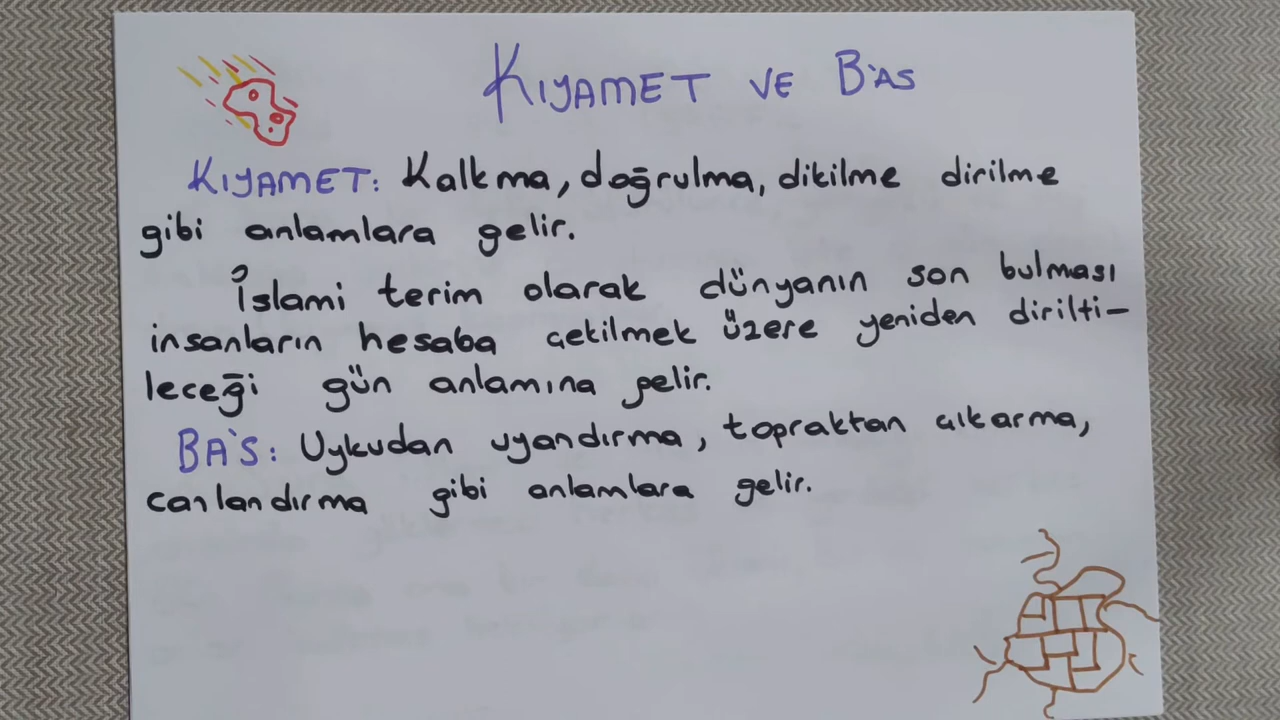 KIYAMET VE B'AS
KIYAMET: Kalkma, doğrulma, dikilme dirilme
gibi anlamlara gelir.
İslami terim olarak dünyanın son bulması
insanların hesaba çekilmek üzere yeniden dirilti-
leceği gün anlamına gelir.
BA'S: Uykudan uyandırma, topraktan çıkarma,
canlandırma gibi anlamlara gelir.